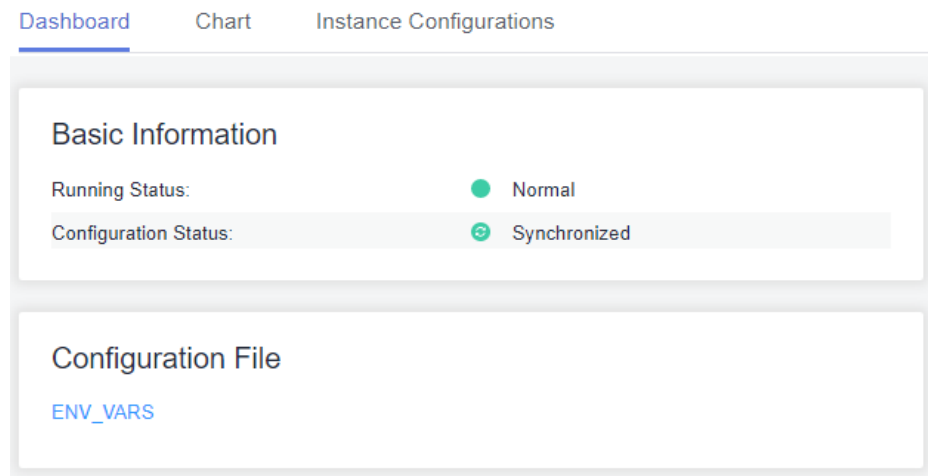 Dashboard Chart Instance Configurations
Basic Information
Running Status: Normal
Configuration Status: Synchronized
Configuration File
ENV_VARS